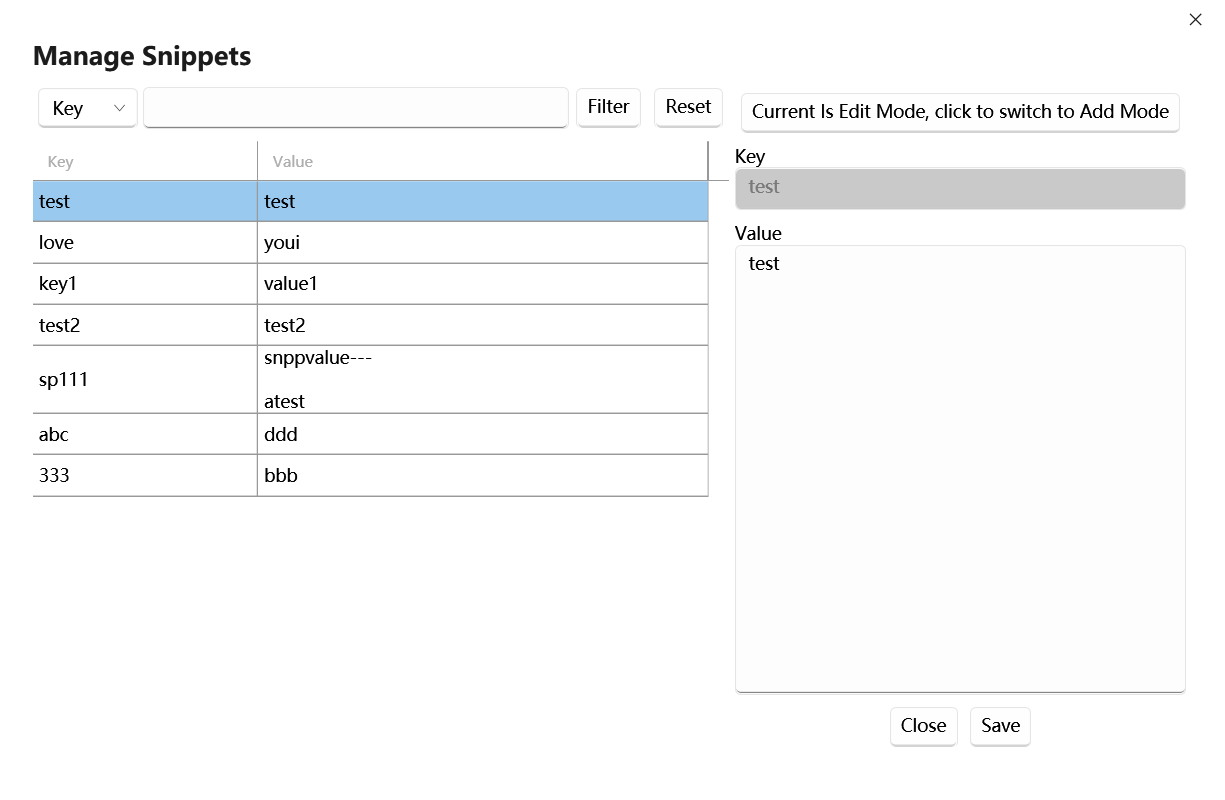 Manage Snippets
Key Filter Reset Current Is Edit Mode, click to switch to Add Mode
Key Value
test test
love youi
key1 value1
test2 test2
sp111 snppvalue---
atest
abc ddd
333 bbb
Key
test
Value
test
Close Save